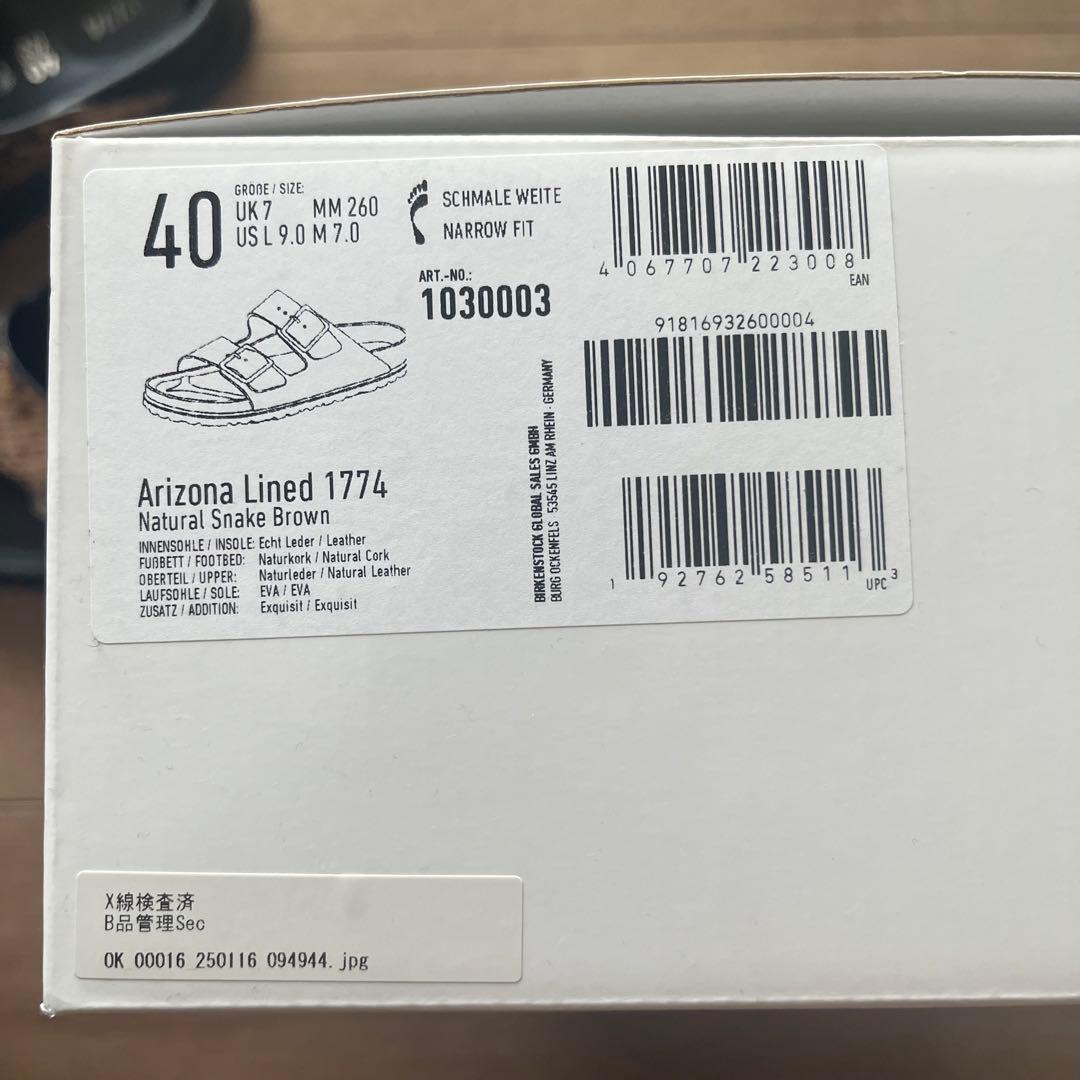 40
GRÖßE / SIZE:
UK 7 MM 260
US L 9.0 M 7.0
SCHMALE WEITE
NARROW FIT
ART.-NO.:
1030003
4 067707 223008
EAN
91816932600004
Arizona Lined 1774
Natural Snake Brown
INNENSOHLE / INSOLE: Echt Leder / Leather
FUßBETT / FOOTBED: Naturkork / Natural Cork
OBERTEIL / UPPER: Naturleder / Natural Leather
LAUFSOHLE / SOLE: EVA / EVA
ZUSATZ / ADDITION: Exquisit / Exquisit
BIRKENSTOCK GLOBAL SALES GMBH
BURG OCKENFELS · 53545 LINZ AM RHEIN · GERMANY
1 92762 58511 3
UPC
X線検査済
B品管理Sec
OK 00016 250116 094944.jpg